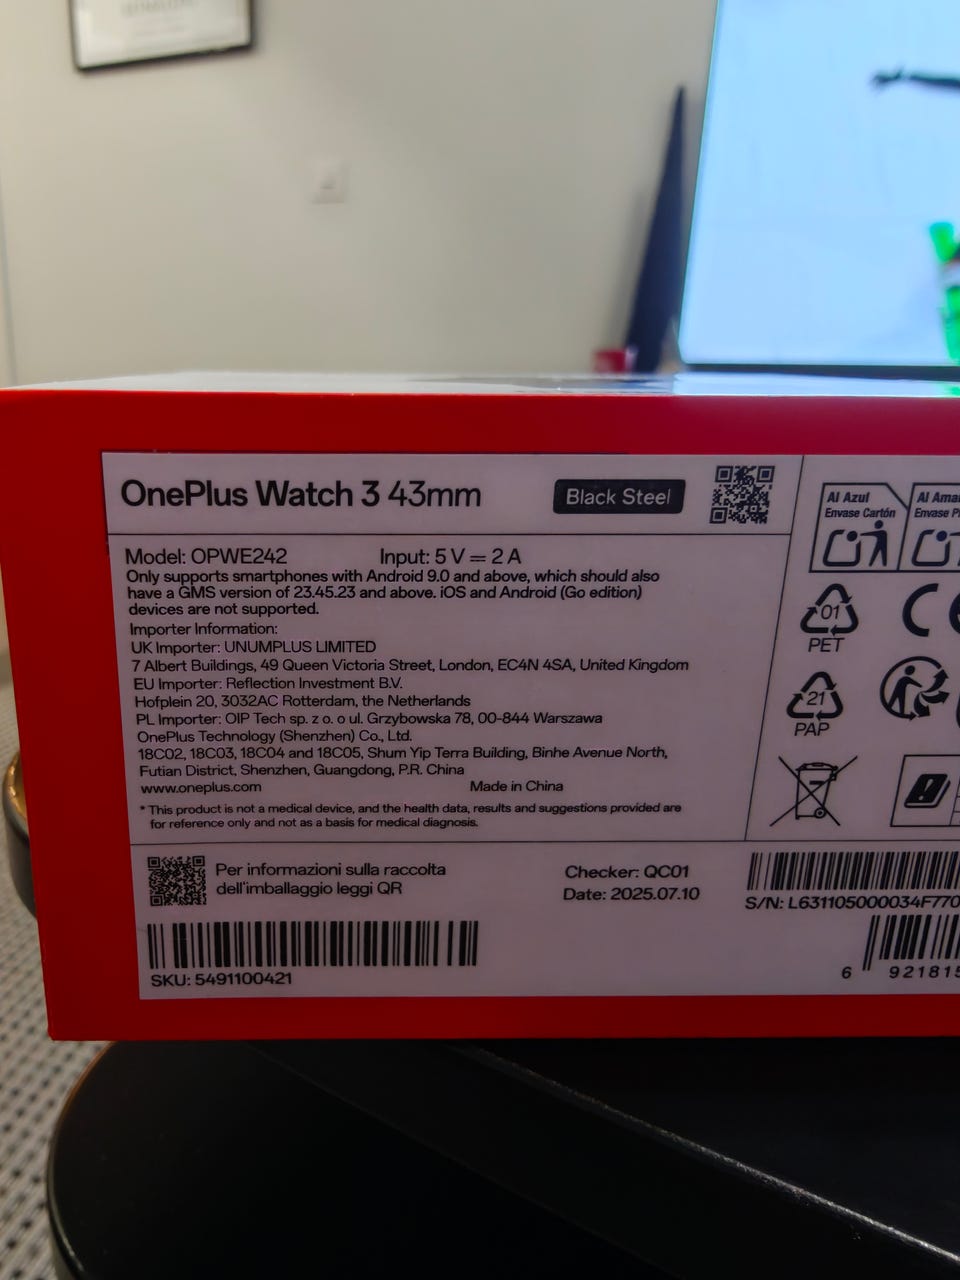 OnePlus Watch 3 43mm
Black Steel
Model: OPWE242 Input: 5 V ⎓ 2 A
Only supports smartphones with Android 9.0 and above, which should also
have a GMS version of 23.45.23 and above. iOS and Android (Go edition)
devices are not supported.
Importer Information:
UK Importer: UNUMPLUS LIMITED
7 Albert Buildings, 49 Queen Victoria Street, London, EC4N 4SA, United Kingdom
EU Importer: Reflection Investment B.V.
Hofplein 20, 3032AC Rotterdam, the Netherlands
PL Importer: OIP Tech sp. z o. o ul. Grzybowska 78, 00-844 Warszawa
OnePlus Technology (Shenzhen) Co., Ltd.
18C02, 18C03, 18C04 and 18C05, Shum Yip Terra Building, Binhe Avenue North,
Futian District, Shenzhen, Guangdong, P.R. China
www.oneplus.com Made in China
* This product is not a medical device, and the health data, results and suggestions provided are
for reference only and not as a basis for medical diagnosis.
Al Azul
Envase Cartón
Al Ama
Envase P
01
PET
21
PAP
Per informazioni sulla raccolta
dell'imballaggio leggi QR
Checker: QC01
Date: 2025.07.10
S/N: L631105000034F770
SKU: 5491100421
6 921815